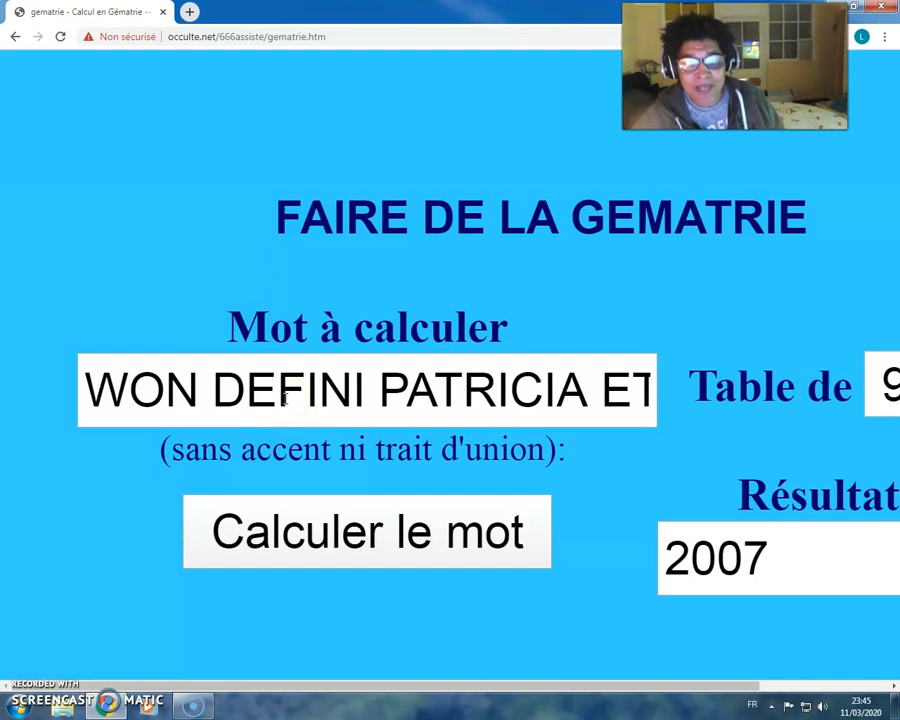 gematrie - Calcul en Gématrie --
Non sécurisé
occulte.net/666assiste/gematrie.htm
L
FAIRE DE LA GEMATRIE
Mot à calculer
WON DEFINI PATRICIA ET
Table de 9
(sans accent ni trait d'union):
Résultat
Calculer le mot
2007
RECORDED WITH
SCREENCAST MATIC
FR
23:45
11/03/2020